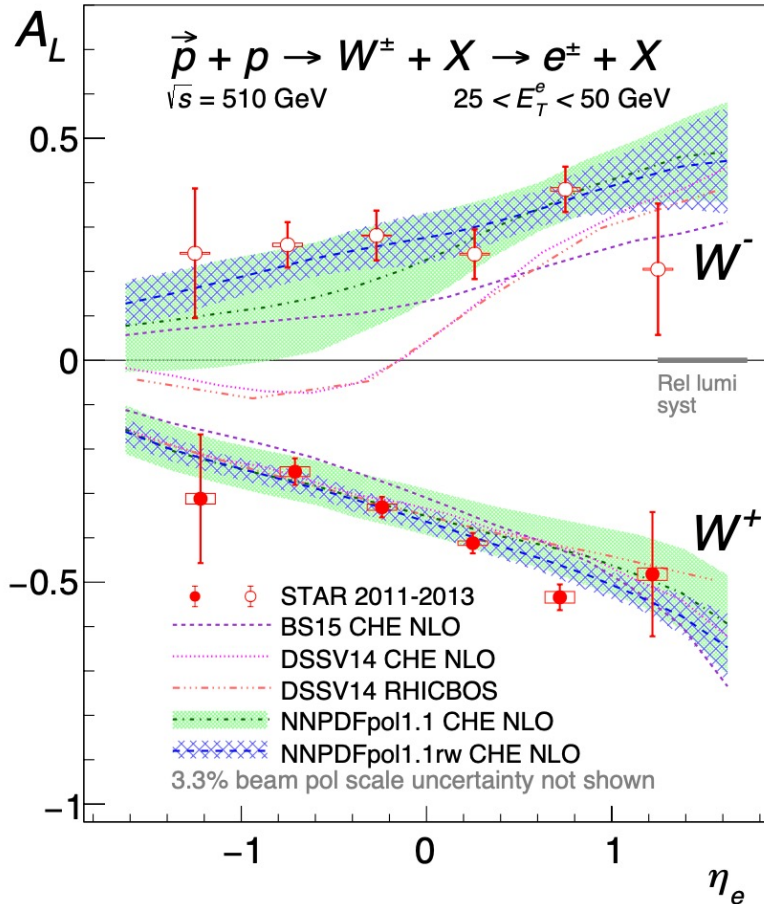 A_L
p⃗ + p → W^± + X → e^± + X
√s = 510 GeV 25 < E_T^e < 50 GeV
0.5
W^-
0
Rel lumi
syst
W^+
−0.5
STAR 2011-2013
BS15 CHE NLO
DSSV14 CHE NLO
DSSV14 RHICBOS
NNPDFpol1.1 CHE NLO
NNPDFpol1.1rw CHE NLO
3.3% beam pol scale uncertainty not shown
−1
−1 0 1
η_e